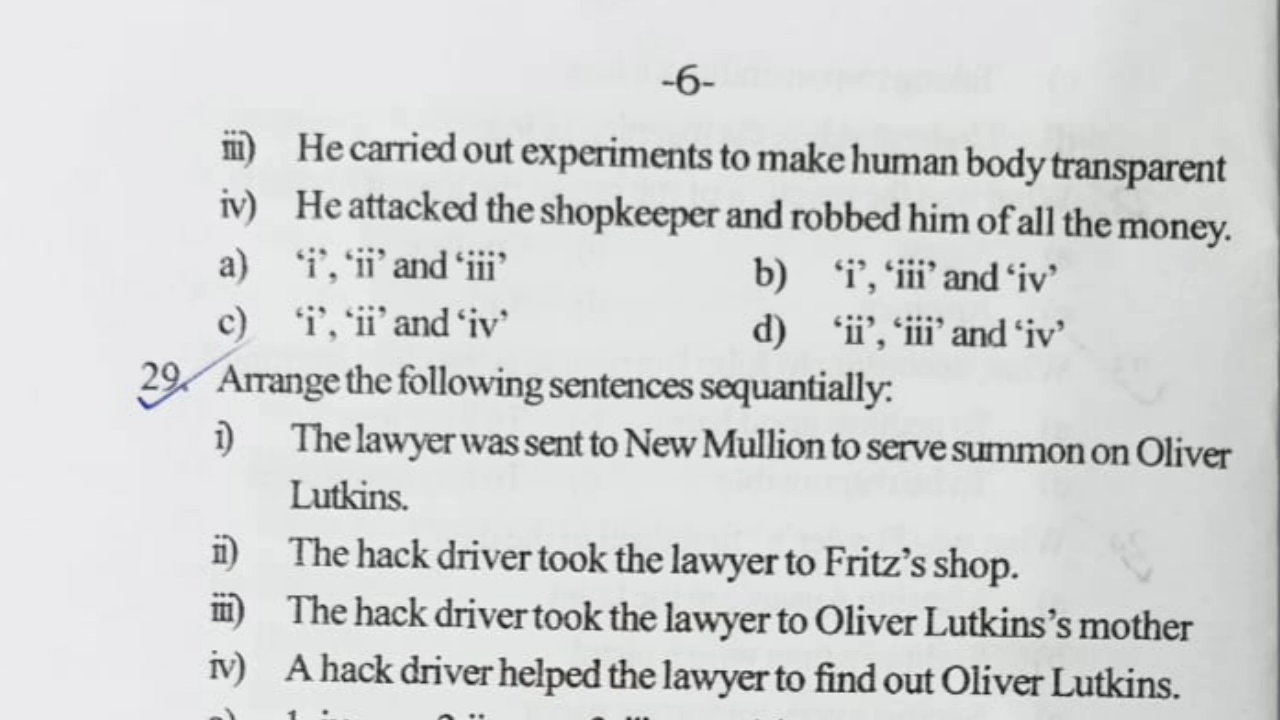 -6-
iii) He carried out experiments to make human body transparent
iv) He attacked the shopkeeper and robbed him of all the money.
a) ‘i’, ‘ii’ and ‘iii’ b) ‘i’, ‘iii’ and ‘iv’
c) ‘i’, ‘ii’ and ‘iv’ d) ‘ii’, ‘iii’ and ‘iv’
29. Arrange the following sentences sequantially:
i) The lawyer was sent to New Mullion to serve summon on Oliver
Lutkins.
ii) The hack driver took the lawyer to Fritz’s shop.
iii) The hack driver took the lawyer to Oliver Lutkins’s mother
iv) A hack driver helped the lawyer to find out Oliver Lutkins.